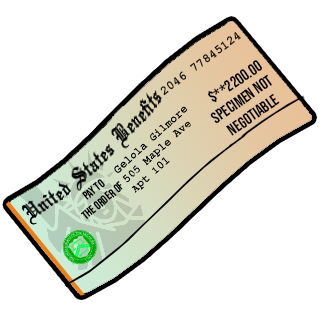 United States Benefits 2046 77845124
PAY TO
THE ORDER OF
Gelola Gilmore
505 Maple Ave
Apt 101
$**2200.00
SPECIMEN NOT
NEGOTIABLE